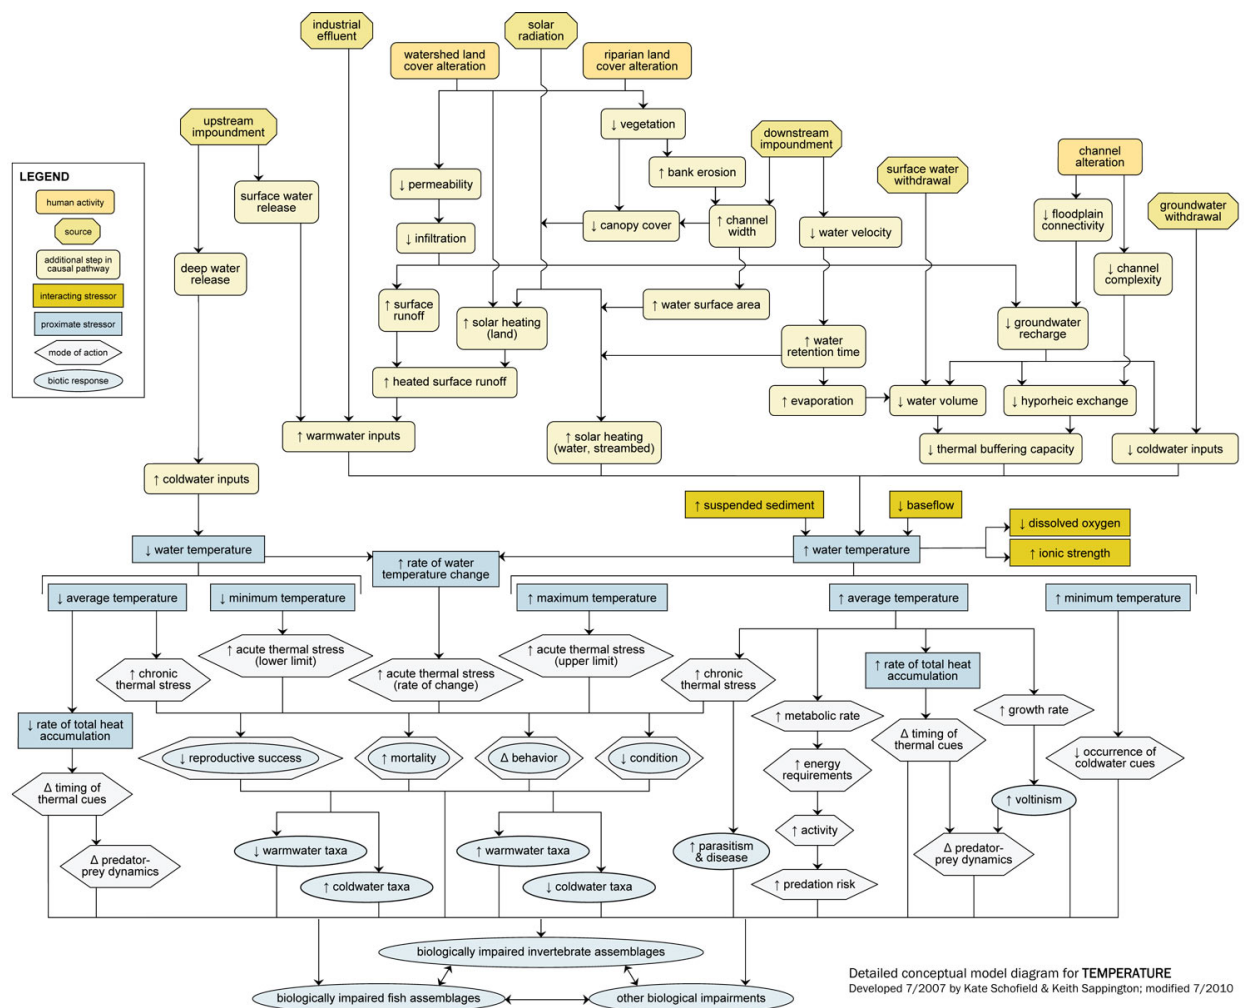 industrial
effluent
solar
radiation
watershed land
cover alteration
riparian land
cover alteration
upstream
impoundment
↓ vegetation
downstream
impoundment
↑ bank erosion
surface water
withdrawal
channel
alteration
LEGEND
human activity
source
additional step in
causal pathway
interacting stressor
proximate stressor
mode of action
biotic response
surface water
release
↓ permeability
↓ canopy cover
↑ channel
width
↓ water velocity
↓ floodplain
connectivity
groundwater
withdrawal
↓ infiltration
deep water
release
↓ channel
complexity
↑ surface
runoff
↑ solar heating
(land)
↑ water surface area
↓ groundwater
recharge
↑ water
retention time
↑ heated surface runoff
↑ evaporation
↓ water volume
↓ hyporheic exchange
↑ warmwater inputs
↑ solar heating
(water, streambed)
↓ thermal buffering capacity
↓ coldwater inputs
↑ coldwater inputs
↑ suspended sediment
↓ baseflow
↓ dissolved oxygen
↑ ionic strength
↓ water temperature
↑ rate of water
temperature change
↑ water temperature
↓ average temperature
↓ minimum temperature
↑ maximum temperature
↑ average temperature
↑ minimum temperature
↑ acute thermal stress
(lower limit)
↑ acute thermal stress
(upper limit)
↑ chronic
thermal stress
↑ acute thermal stress
(rate of change)
↑ chronic
thermal stress
↑ rate of total heat
accumulation
↓ rate of total heat
accumulation
↑ metabolic rate
↑ growth rate
Δ timing of
thermal cues
↓ reproductive success
↑ mortality
Δ behavior
↓ condition
↑ energy
requirements
↓ occurrence of
coldwater cues
Δ timing of
thermal cues
↑ voltinism
↑ activity
↓ warmwater taxa
↑ warmwater taxa
↑ parasitism
& disease
Δ predator-
prey dynamics
Δ predator-
prey dynamics
↑ coldwater taxa
↓ coldwater taxa
↑ predation risk
biologically impaired invertebrate assemblages
biologically impaired fish assemblages
other biological impairments
Detailed conceptual model diagram for TEMPERATURE
Developed 7/2007 by Kate Schofield & Keith Sappington; modified 7/2010